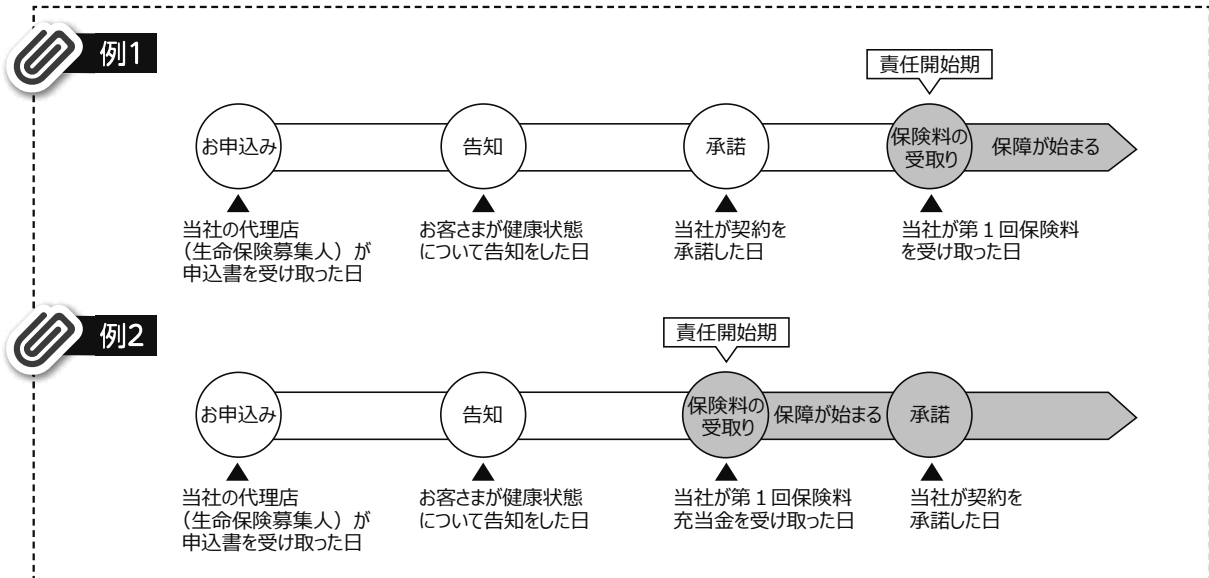 例1
責任開始期
お申込み
告知
承諾
保険料の
受取り
保障が始まる
当社の代理店
（生命保険募集人）が
申込書を受け取った日
お客さまが健康状態
について告知をした日
当社が契約を
承諾した日
当社が第１回保険料
を受け取った日
例2
責任開始期
お申込み
告知
保険料の
受取り
保障が始まる
承諾
当社の代理店
（生命保険募集人）が
申込書を受け取った日
お客さまが健康状態
について告知をした日
当社が第１回保険料
充当金を受け取った日
当社が契約を
承諾した日